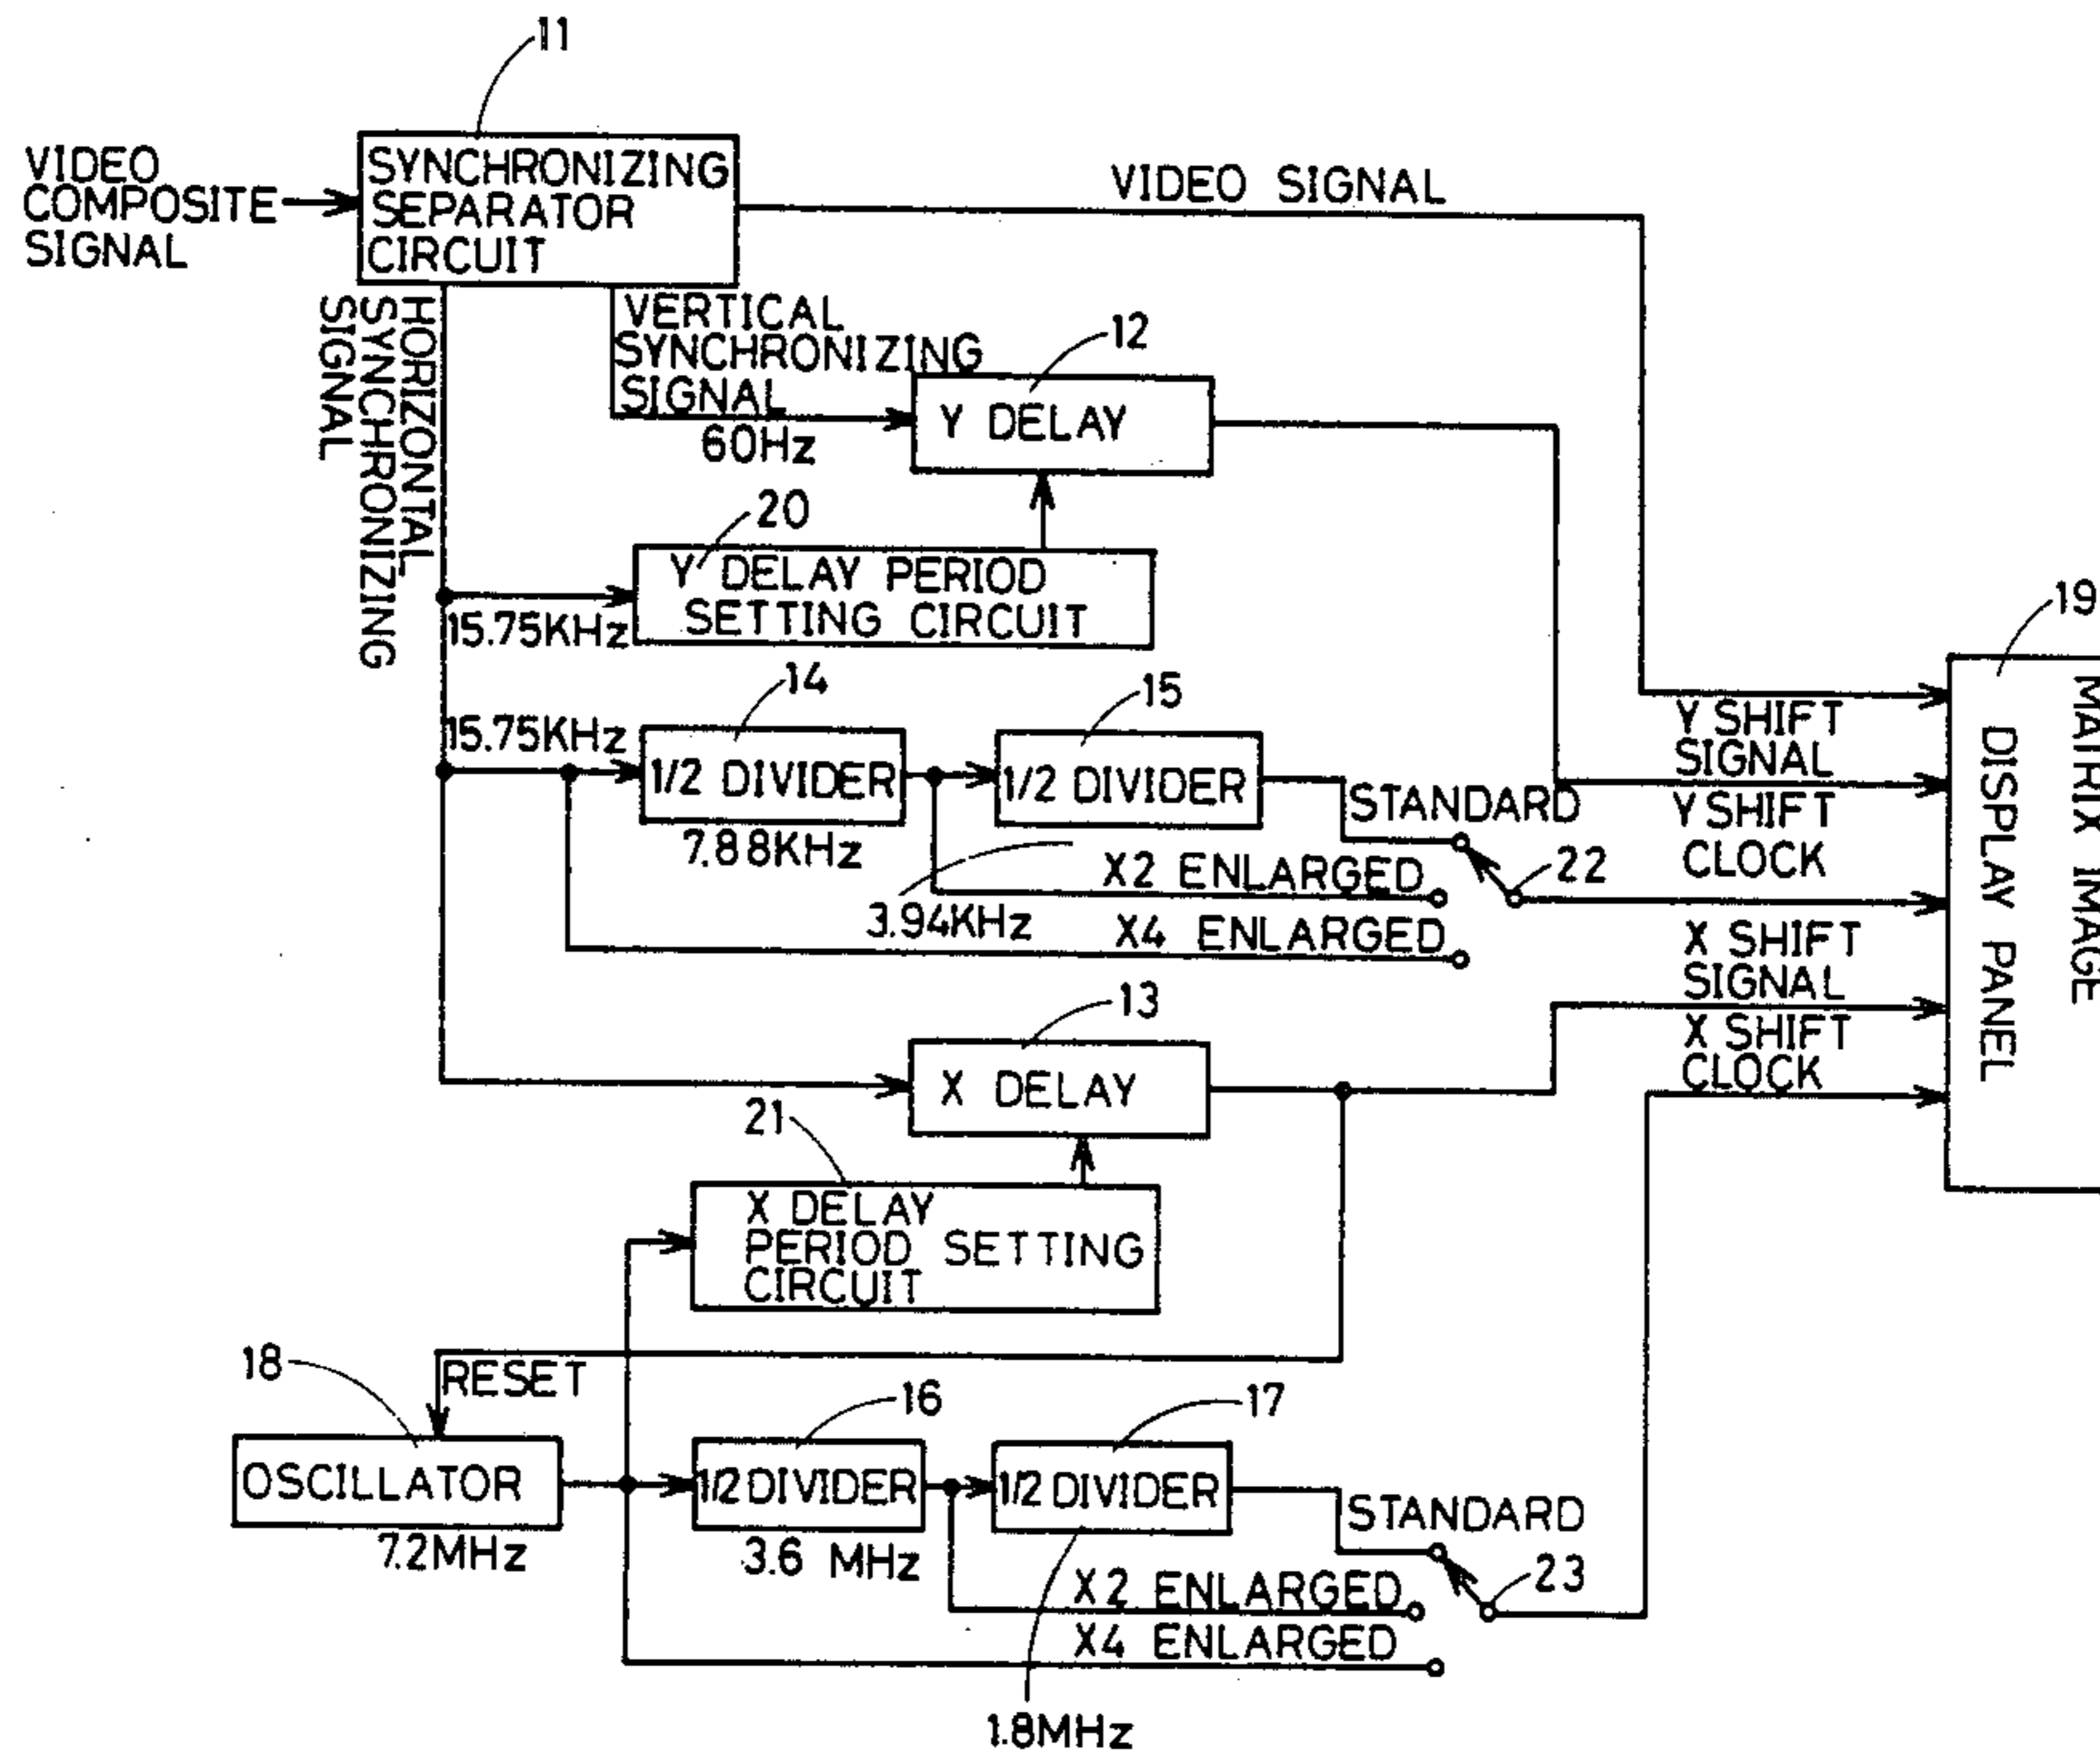 11
VIDEO
COMPOSITE
SIGNAL
SYNCHRONIZING
SEPARATOR
CIRCUIT
VIDEO SIGNAL
HORIZONTAL
SYNCHRONIZING
SIGNAL
VERTICAL
SYNCHRONIZING
SIGNAL
60Hz
12
Y DELAY
20
Y DELAY PERIOD
SETTING CIRCUIT
15.75KHz
19
MATRIX IMAGE
DISPLAY PANEL
14
15
15.75KHz
1/2 DIVIDER
1/2 DIVIDER
7.88KHz
3.94KHz
STANDARD
X2 ENLARGED
X4 ENLARGED
22
Y SHIFT
SIGNAL
Y SHIFT
CLOCK
X SHIFT
SIGNAL
X SHIFT
CLOCK
13
X DELAY
21
X DELAY
PERIOD SETTING
CIRCUIT
18
RESET
OSCILLATOR
7.2MHz
16
17
1/2 DIVIDER
1/2 DIVIDER
3.6 MHz
STANDARD
X2 ENLARGED
X4 ENLARGED
23
1.8MHz